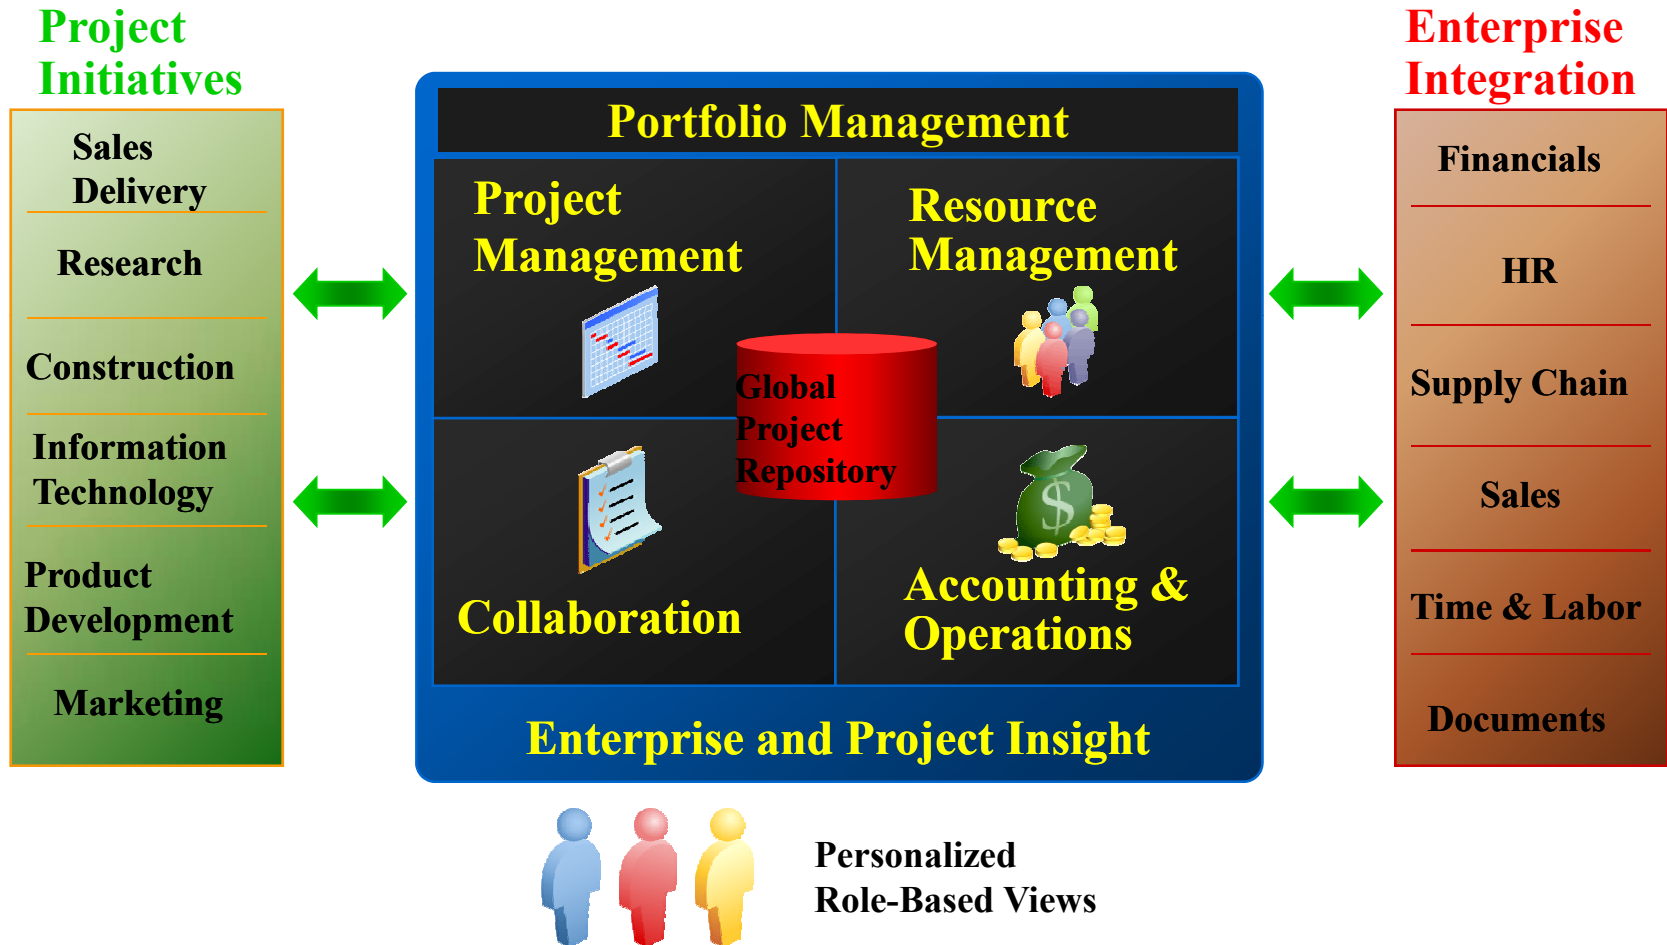 Project
Initiatives
Sales
Delivery
Research
Construction
Information
Technology
Product
Development
Marketing
Portfolio Management
Project
Management
Resource
Management
Global
Project
Repository
Collaboration
$
Accounting &
Operations
Enterprise and Project Insight
Personalized
Role-Based Views
Enterprise
Integration
Financials
HR
Supply Chain
Sales
Time & Labor
Documents